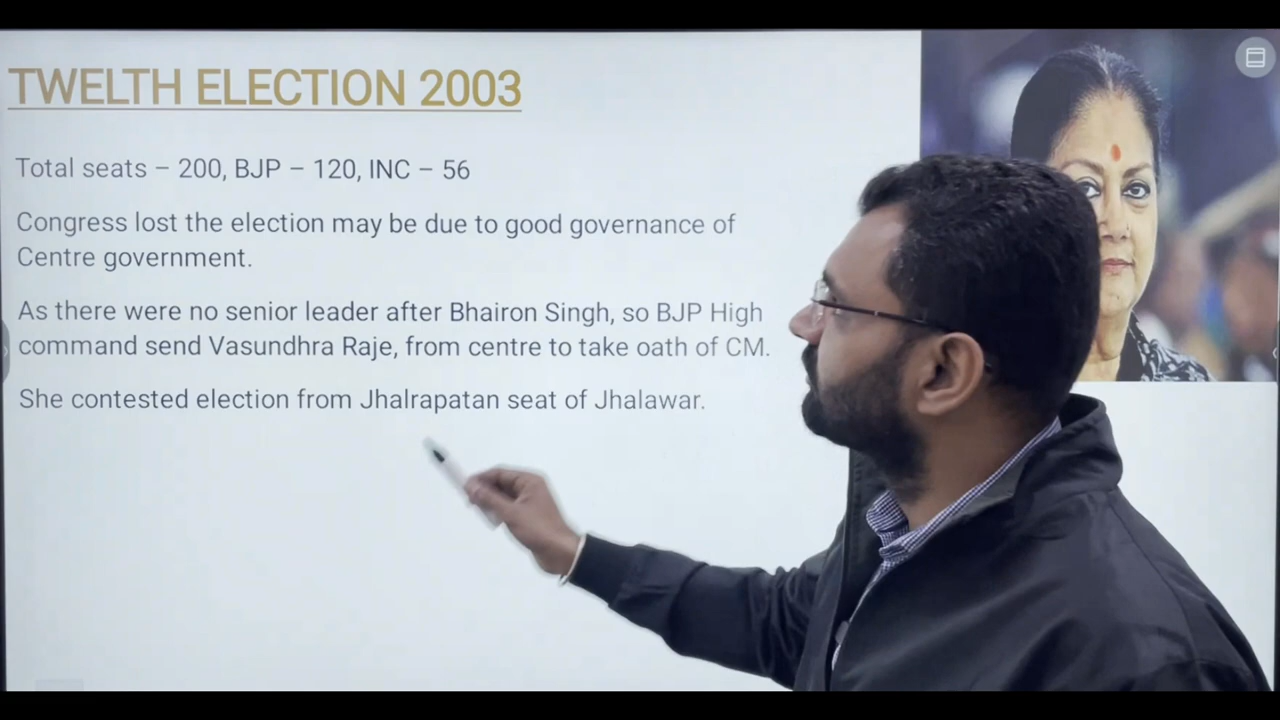 TWELTH ELECTION 2003
Total seats – 200, BJP – 120, INC – 56
Congress lost the election may be due to good governance of
Centre government.
As there were no senior leader after Bhairon Singh, so BJP High
command send Vasundhra Raje, from centre to take oath of CM.
She contested election from Jhalrapatan seat of Jhalawar.